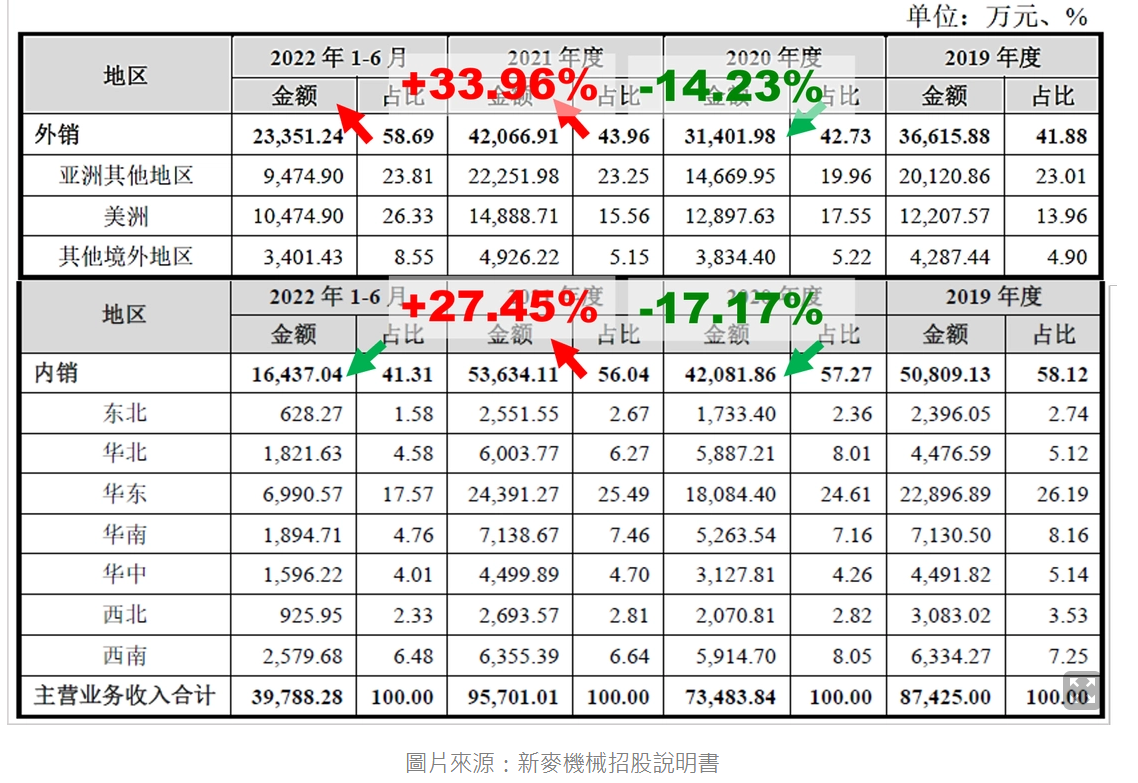 单位：万元、%
地区 2022 年 1-6 月 2021 年度 2020 年度 2019 年度
+33.96% -14.23%
金额 占比 金额 占比 金额 占比 金额 占比
外销 23,351.24 58.69 42,066.91 43.96 31,401.98 42.73 36,615.88 41.88
亚洲其他地区 9,474.90 23.81 22,251.98 23.25 14,669.95 19.96 20,120.86 23.01
美洲 10,474.90 26.33 14,888.71 15.56 12,897.63 17.55 12,207.57 13.96
其他境外地区 3,401.43 8.55 4,926.22 5.15 3,834.40 5.22 4,287.44 4.90
地区 2022 年 1-6 月 2021 年度 2020 年度 2019 年度
+27.45% -17.17%
金额 占比 金额 占比 金额 占比 金额 占比
内销 16,437.04 41.31 53,634.11 56.04 42,081.86 57.27 50,809.13 58.12
东北 628.27 1.58 2,551.55 2.67 1,733.40 2.36 2,396.05 2.74
华北 1,821.63 4.58 6,003.77 6.27 5,887.21 8.01 4,476.59 5.12
华东 6,990.57 17.57 24,391.27 25.49 18,084.40 24.61 22,896.89 26.19
华南 1,894.71 4.76 7,138.67 7.46 5,263.54 7.16 7,130.50 8.16
华中 1,596.22 4.01 4,499.89 4.70 3,127.81 4.26 4,491.82 5.14
西北 925.95 2.33 2,693.57 2.81 2,070.81 2.82 3,083.02 3.53
西南 2,579.68 6.48 6,355.39 6.64 5,914.70 8.05 6,334.27 7.25
主营业务收入合计 39,788.28 100.00 95,701.01 100.00 73,483.84 100.00 87,425.00 100.00
圖片來源：新麥機械招股說明書